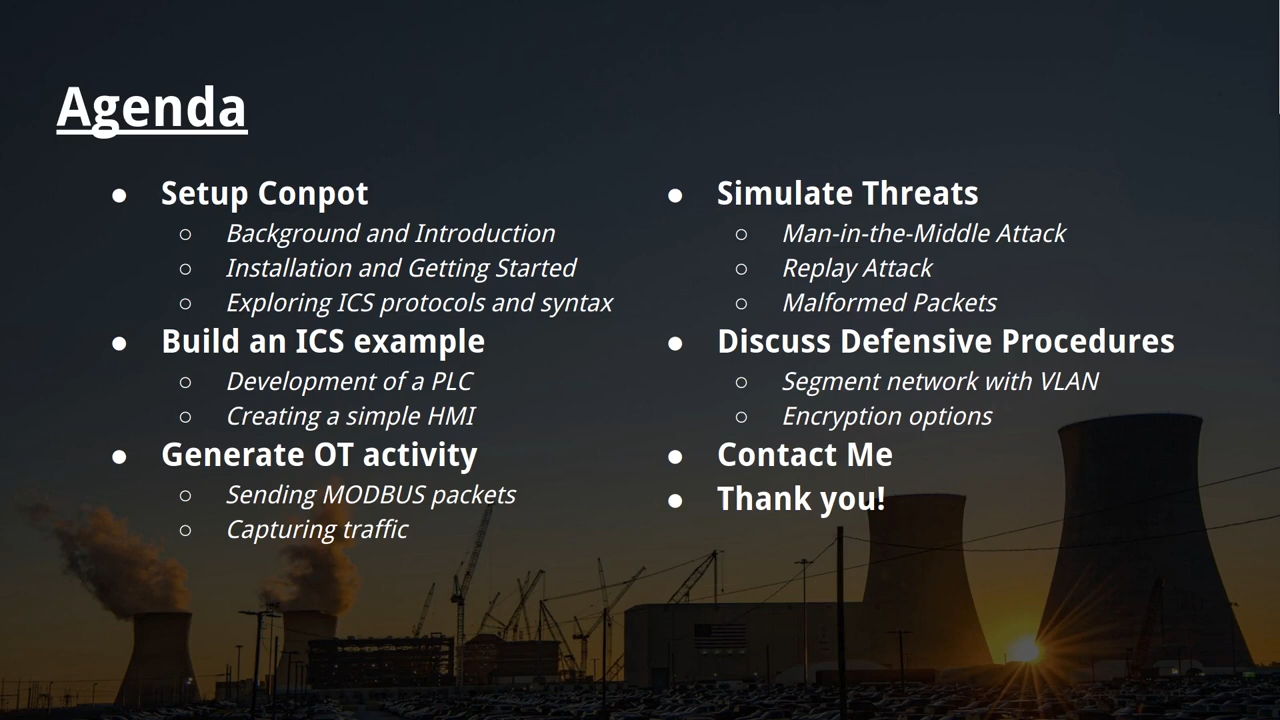 Agenda
● Setup Conpot
○ Background and Introduction
○ Installation and Getting Started
○ Exploring ICS protocols and syntax
● Build an ICS example
○ Development of a PLC
○ Creating a simple HMI
● Generate OT activity
○ Sending MODBUS packets
○ Capturing traffic
● Simulate Threats
○ Man-in-the-Middle Attack
○ Replay Attack
○ Malformed Packets
● Discuss Defensive Procedures
○ Segment network with VLAN
○ Encryption options
● Contact Me
● Thank you!